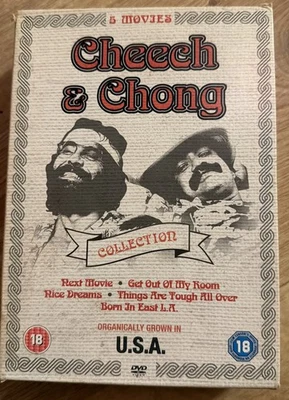 5 MOVIES
Cheech
& Chong
COLLECTION
Next Movie • Get Out Of My Room
Nice Dreams • Things Are Tough All Over
Born In East L.A.
ORGANICALLY GROWN IN
U.S.A.
18
18
DVD